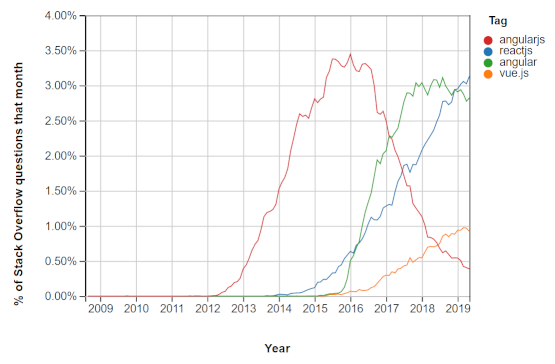 Tag
angularjs
reactjs
angular
vue.js
% of Stack Overflow questions that month
4.00%
3.50%
3.00%
2.50%
2.00%
1.50%
1.00%
0.50%
0.00%
2009 2010 2011 2012 2013 2014 2015 2016 2017 2018 2019
Year